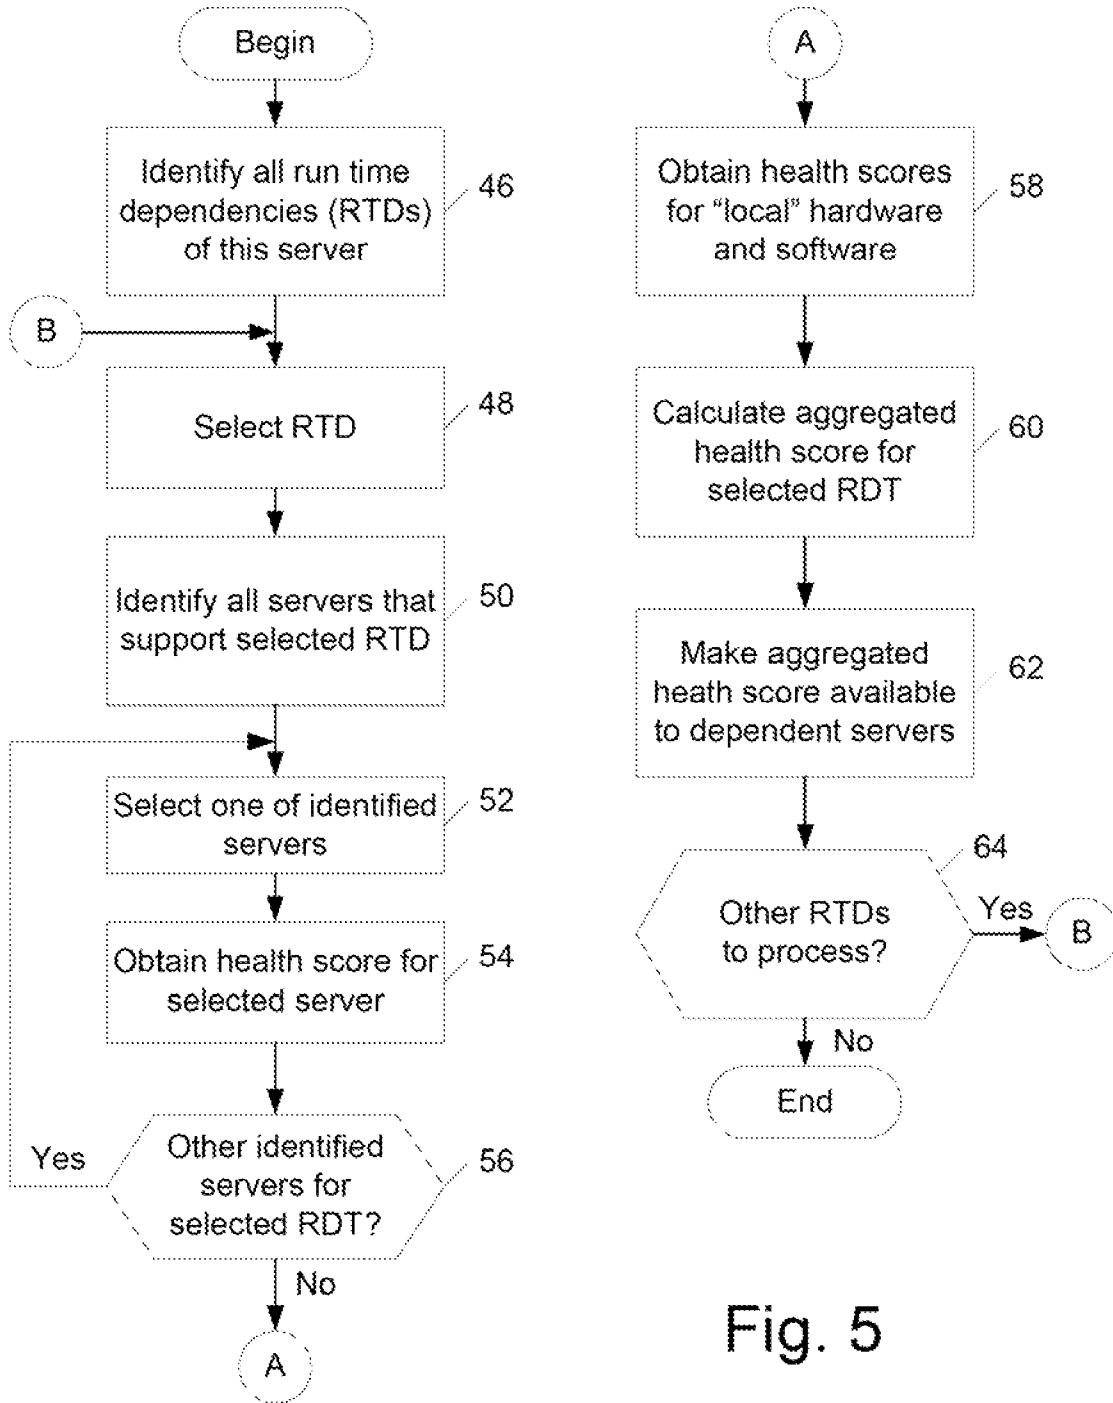 Begin
Identify all run time
dependencies (RTDs)
of this server
46
B
Select RTD
48
Identify all servers that
support selected RTD
50
Select one of identified
servers
52
Obtain health score for
selected server
54
Other identified
servers for
selected RDT?
56
Yes
No
A
A
Obtain health scores
for “local” hardware
and software
58
Calculate aggregated
health score for
selected RDT
60
Make aggregated
heath score available
to dependent servers
62
Other RTDs
to process?
64
Yes
B
No
End
Fig. 5